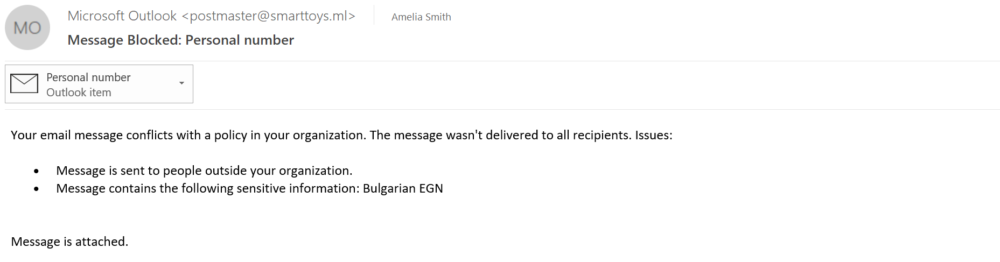 MO
Microsoft Outlook <postmaster@smarttoys.ml>
Amelia Smith
Message Blocked: Personal number
Personal number
Outlook item
Your email message conflicts with a policy in your organization. The message wasn't delivered to all recipients. Issues:
• Message is sent to people outside your organization.
• Message contains the following sensitive information: Bulgarian EGN
Message is attached.